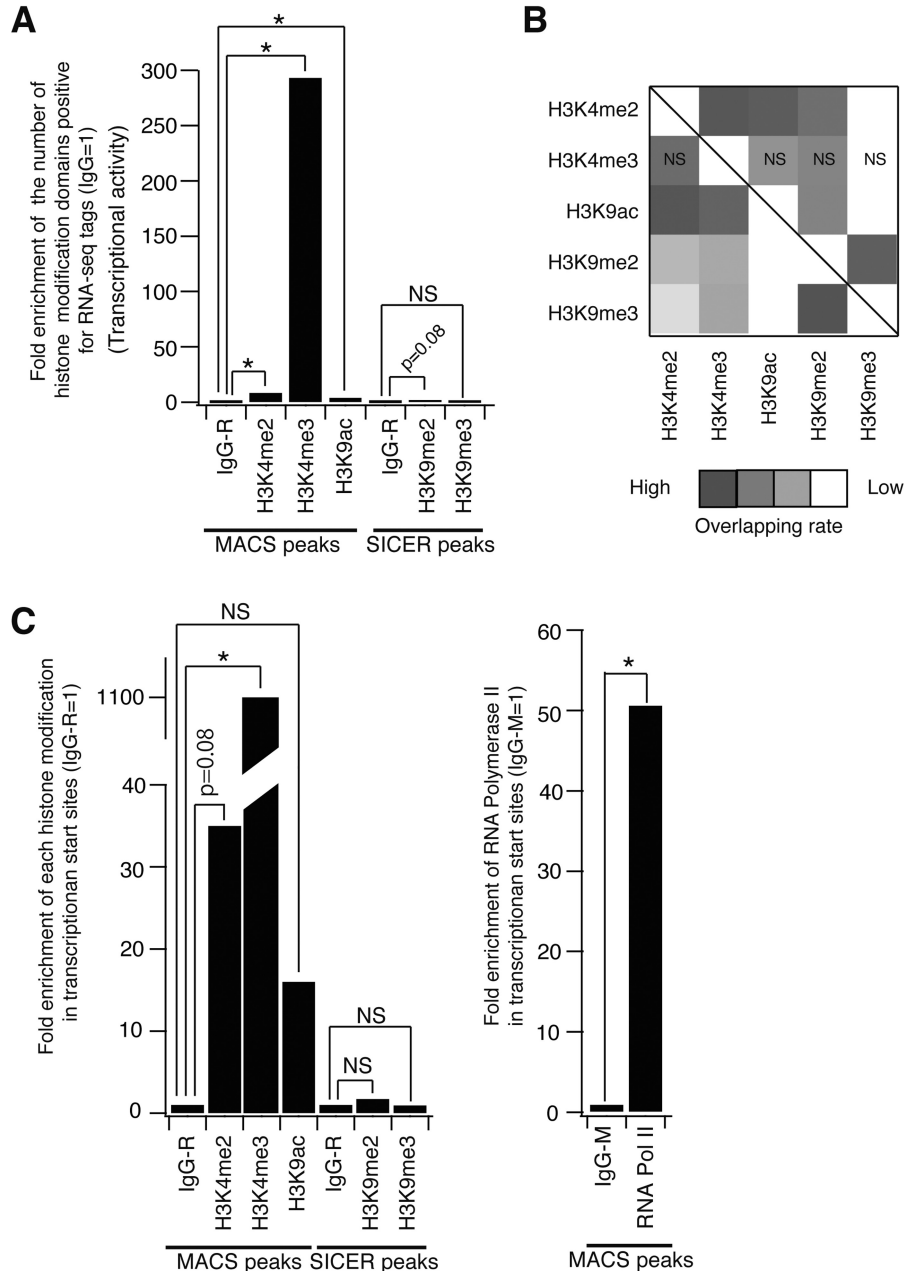 A
Fold enrichment of the number of
histone modification domains positive
for RNA-seq tags (IgG=1)
(Transcriptional activity)
300
250
200
150
100
50
0
*
*
*
NS
p=0.08
IgG-R
H3K4me2
H3K4me3
H3K9ac
IgG-R
H3K9me2
H3K9me3
MACS peaks
SICER peaks
B
H3K4me2
H3K4me3
H3K9ac
H3K9me2
H3K9me3
NS
NS
NS
NS
H3K4me2
H3K4me3
H3K9ac
H3K9me2
H3K9me3
High
Low
Overlapping rate
C
Fold enrichment of each histone modification
in transcriptionan start sites (IgG-R=1)
1100
40
30
20
10
0
NS
*
p=0.08
NS
NS
IgG-R
H3K4me2
H3K4me3
H3K9ac
IgG-R
H3K9me2
H3K9me3
MACS peaks
SICER peaks
Fold enrichment of RNA Polymerase II
in transcriptionan start sites (IgG-M=1)
60
50
40
30
20
10
0
*
IgG-M
RNA Pol II
MACS peaks